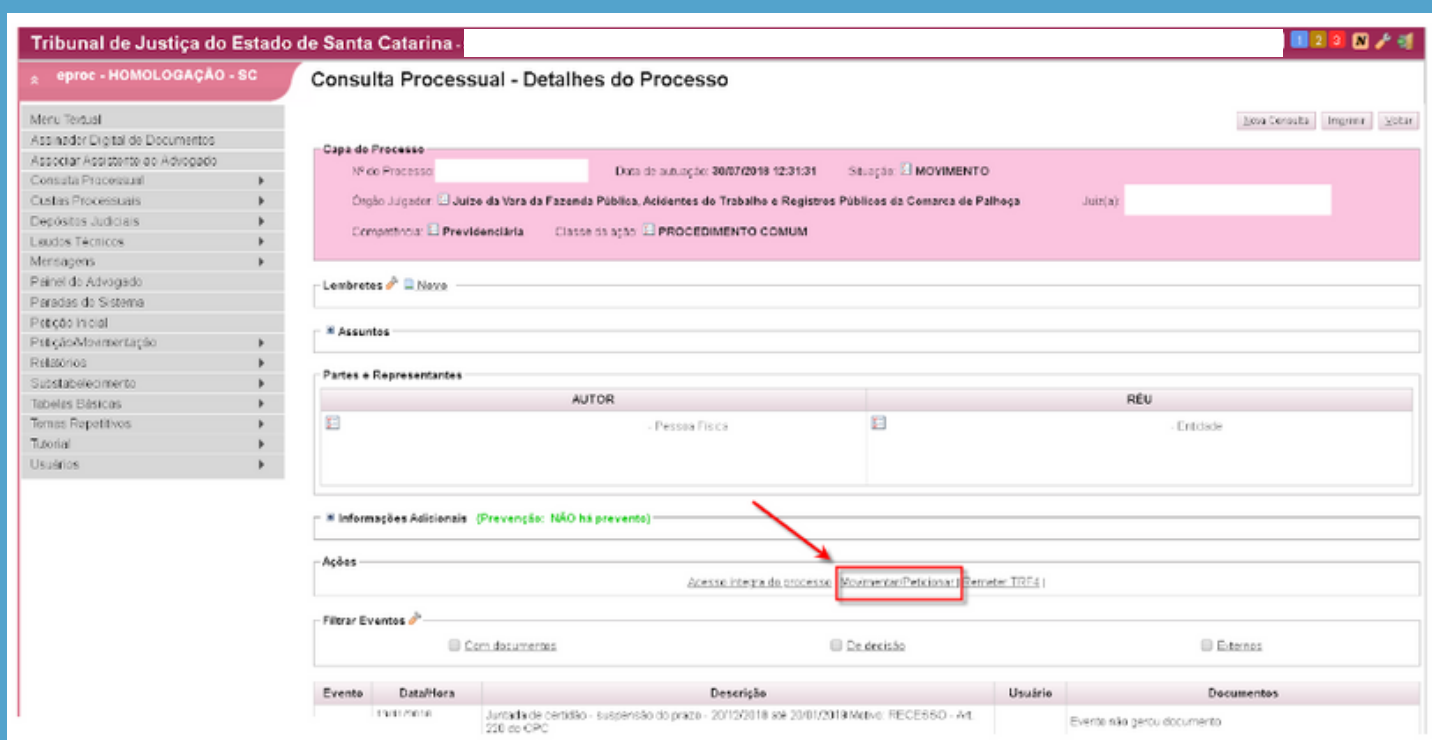 Tribunal de Justiça do Estado de Santa Catarina -
1 2 3 N
eproc - HOMOLOGAÇÃO - SC
Consulta Processual - Detalhes do Processo
Menu Textual
Assinador Digital de Documentos
Associar Assistente ao Advogado
Consulta Processual
Custas Processuais
Depósitos Judiciais
Laudos Técnicos
Mensagens
Painel do Advogado
Paradas do Sistema
Petição Inicial
Petição/Movimentação
Relatórios
Substabelecimento
Tabelas Básicas
Temas Repetitivos
Tutorial
Usuários
Nova Consulta Imprimir Voltar
Capa do Processo
Nº do Processo: Data de autuação: 30/07/2018 12:31:31 Situação: MOVIMENTO
Órgão Julgador: Juízo da Vara da Fazenda Pública, Acidentes do Trabalho e Registros Públicos da Comarca de Palhoça Juiz(a):
Competência: Previdenciária Classe da ação: PROCEDIMENTO COMUM
Lembretes Novo
Assuntos
Partes e Representantes
AUTOR RÉU
- Pessoa Física - Entidade
Informações Adicionais (Prevenção: NÃO há prevento)
Ações
Acesso íntegra do processo | Movimentar/Peticionar | Remeter TRF4 |
Filtrar Eventos
Com documentos De decisão Externos
Evento Data/Hora Descrição Usuário Documentos
Juntada de certidão - suspensão do prazo - 20/12/2018 até 20/01/2019 Motivo: RECESSO - Art.
220 do CPC
Evento não gerou documento